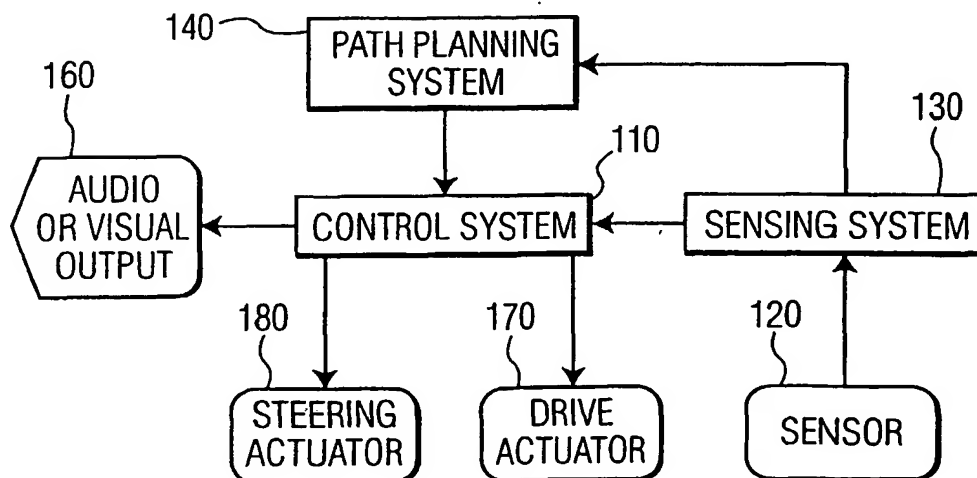 140
PATH PLANNING
SYSTEM
160
130
110
AUDIO
OR VISUAL
OUTPUT
CONTROL SYSTEM
SENSING SYSTEM
180
170
120
STEERING
ACTUATOR
DRIVE
ACTUATOR
SENSOR